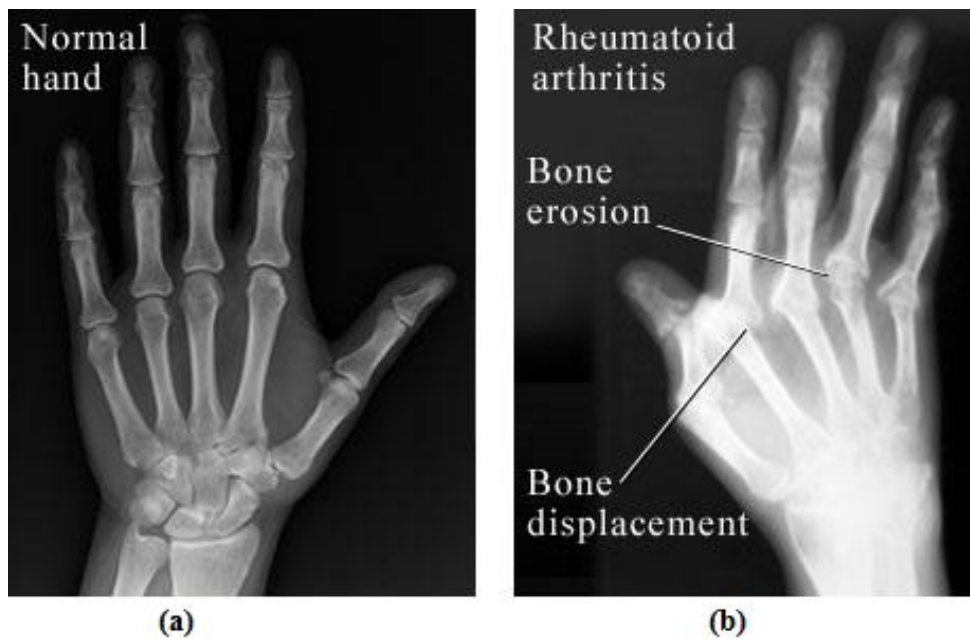 Normal
hand
Rheumatoid
arthritis
Bone
erosion
Bone
displacement
(a)
(b)